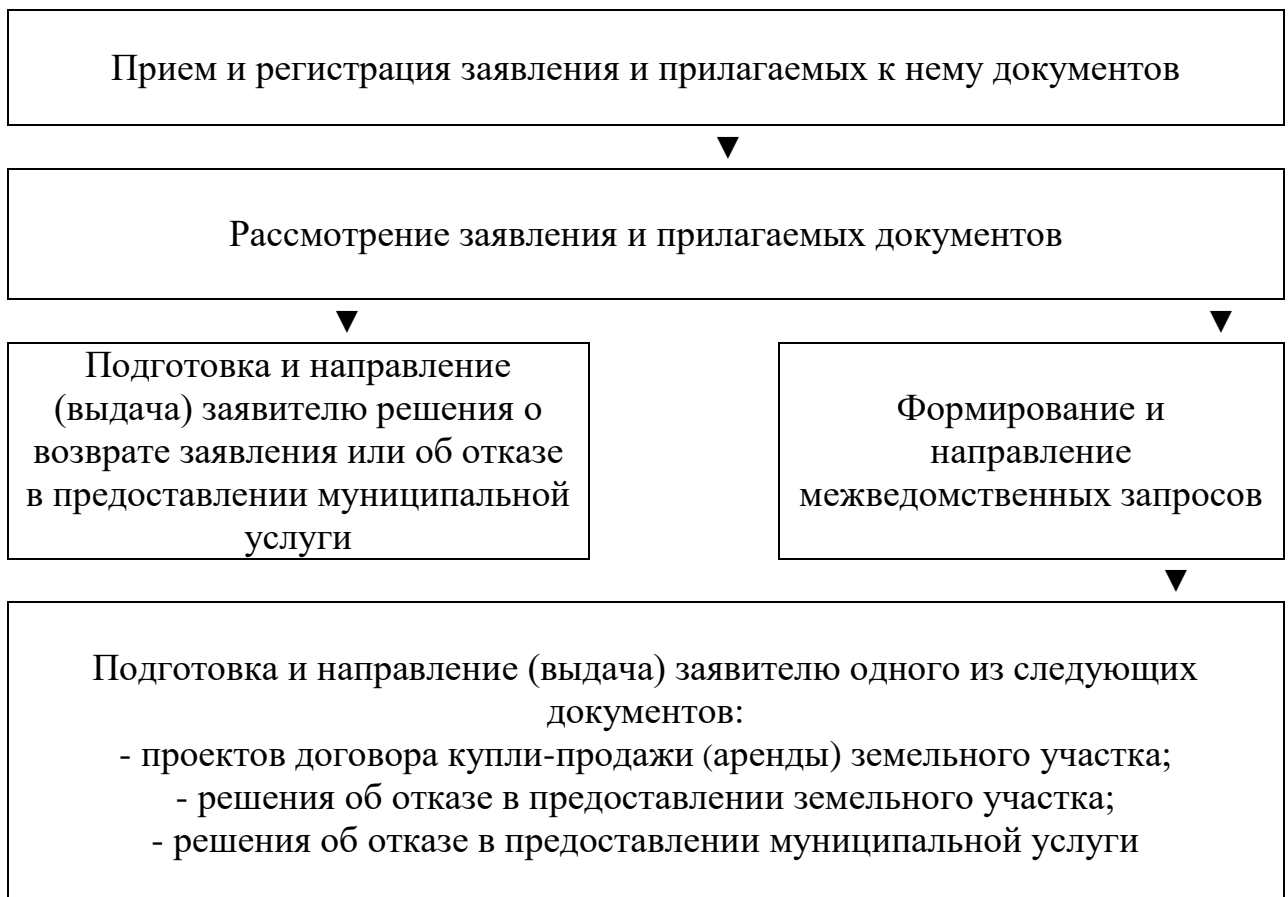 Прием и регистрация заявления и прилагаемых к нему документов
Рассмотрение заявления и прилагаемых документов
Подготовка и направление
(выдача) заявителю решения о
возврате заявления или об отказе
в предоставлении муниципальной
услуги
Формирование и
направление
межведомственных запросов
Подготовка и направление (выдача) заявителю одного из следующих
документов:
- проектов договора купли-продажи (аренды) земельного участка;
- решения об отказе в предоставлении земельного участка;
- решения об отказе в предоставлении муниципальной услуги